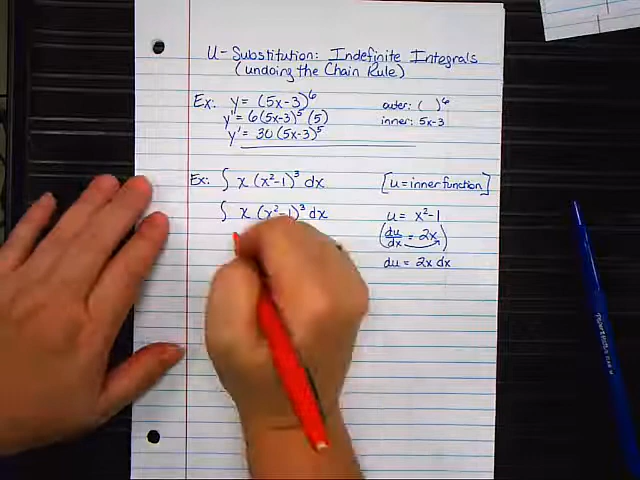 U-Substitution: Indefinite Integrals
(undoing the Chain Rule)
Ex: y = (5x-3)⁶
y' = 6(5x-3)⁵ (5)
y' = 30(5x-3)⁵
outer: ( )⁶
inner: 5x-3
Ex: ∫ x (x²-1)³ dx
[u = inner function]
∫ x (x²-1)³ dx
u = x²-1
(du/dx = 2x)
du = 2x dx